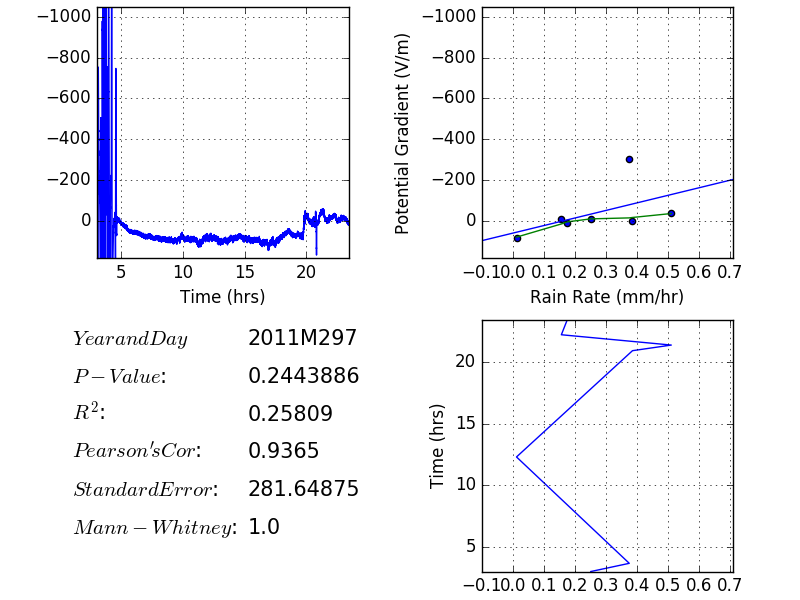 −1000
−800
−600
−400
−200
0
5 10 15 20
Time (hrs)
Potential Gradient (V/m)
−1000
−800
−600
−400
−200
0
−0.1 0.0 0.1 0.2 0.3 0.4 0.5 0.6 0.7
Rain Rate (mm/hr)
YearandDay 2011M297
P − Value: 0.2443886
R²: 0.25809
Pearson'sCor: 0.9365
StandardError: 281.64875
Mann − Whitney: 1.0
Time (hrs)
20
15
10
5
−0.1 0.0 0.1 0.2 0.3 0.4 0.5 0.6 0.7